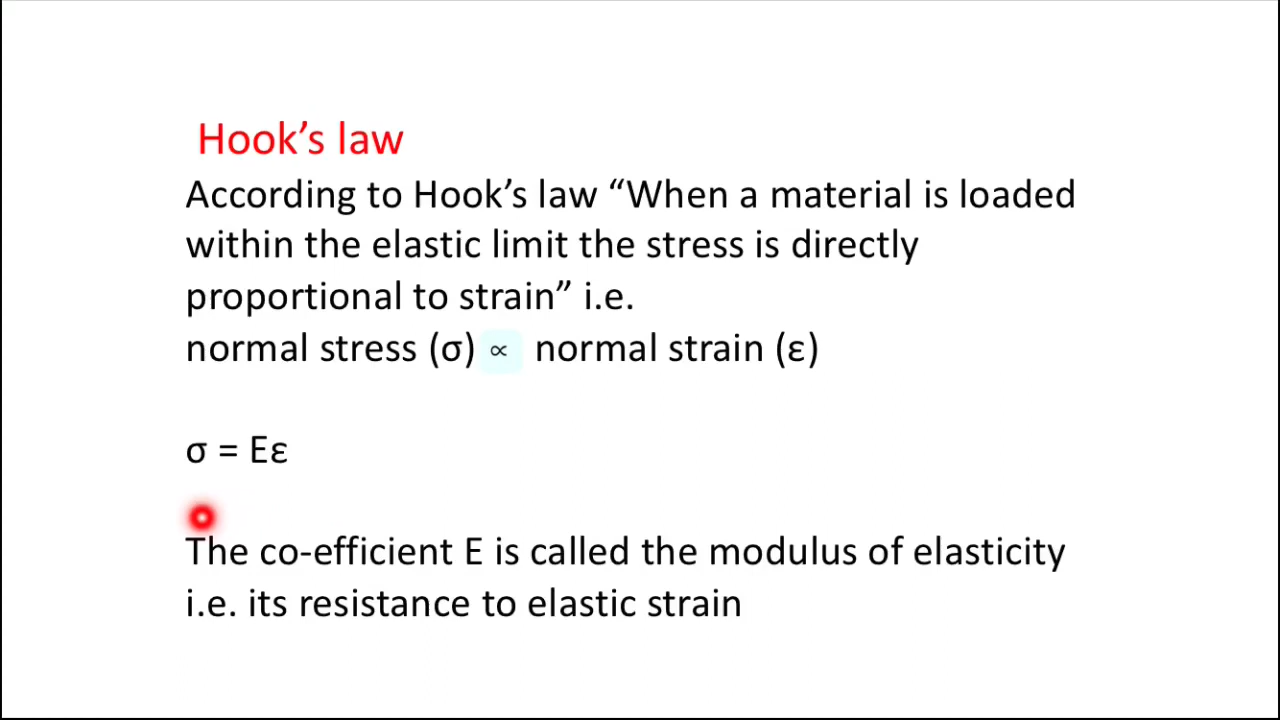 Hook’s law
According to Hook’s law “When a material is loaded
within the elastic limit the stress is directly
proportional to strain” i.e.
normal stress (σ) ∝ normal strain (ε)
σ = Eε
The co-efficient E is called the modulus of elasticity
i.e. its resistance to elastic strain